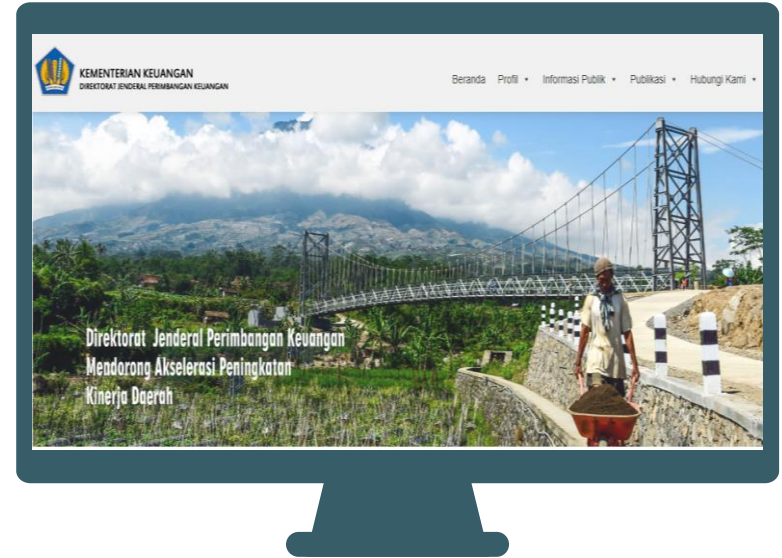 KEMENTERIAN KEUANGAN
DIREKTORAT JENDERAL PERIMBANGAN KEUANGAN
Beranda Profil Informasi Publik Publikasi Hubungi Kami
Direktorat Jenderal Perimbangan Keuangan
Mendorong Akselerasi Peningkatan
Kinerja Daerah